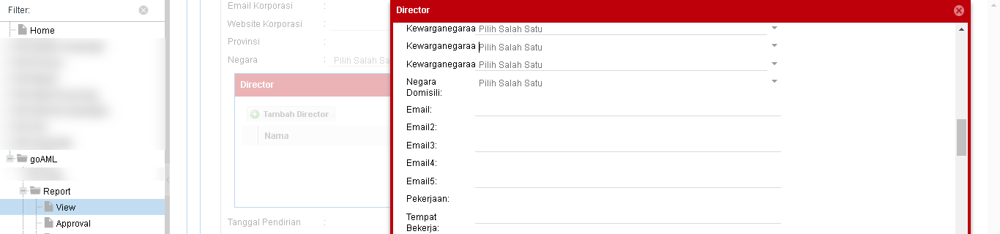 Filter:
Home
goAML
Report
View
Approval
Email Korporasi :
Website Korporasi :
Provinsi :
Negara : Pilih Salah Sa
Director
Tambah Director
Nama
Tanggal Pendirian :
Director
Kewarganegaraa Pilih Salah Satu
Kewarganegaraa Pilih Salah Satu
Kewarganegaraa Pilih Salah Satu
Negara
Domisili: Pilih Salah Satu
Email:
Email2:
Email3:
Email4:
Email5:
Pekerjaan:
Tempat
Bekerja: